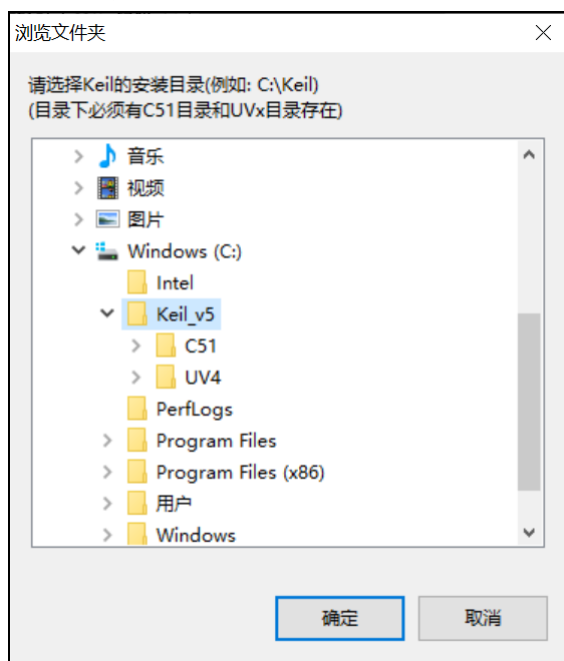 浏览文件夹
请选择Keil的安装目录(例如: C:\Keil)
(目录下必须有C51目录和UVx目录存在)
音乐
视频
图片
Windows (C:)
Intel
Keil_v5
C51
UV4
PerfLogs
Program Files
Program Files (x86)
用户
Windows
确定
取消